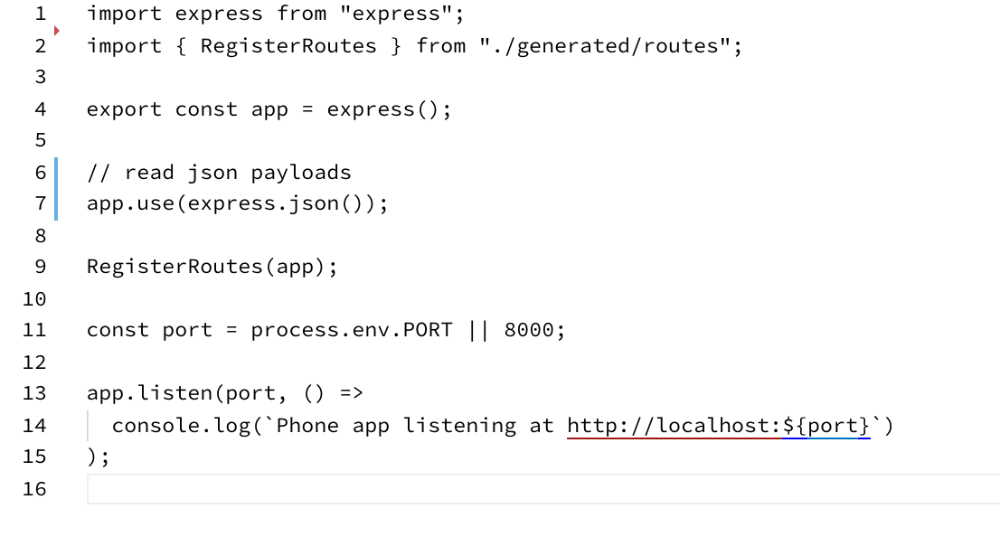 1 import express from "express";
2 import { RegisterRoutes } from "./generated/routes";
3
4 export const app = express();
5
6 // read json payloads
7 app.use(express.json());
8
9 RegisterRoutes(app);
10
11 const port = process.env.PORT || 8000;
12
13 app.listen(port, () =>
14   console.log(`Phone app listening at http://localhost:${port}`)
15 );
16